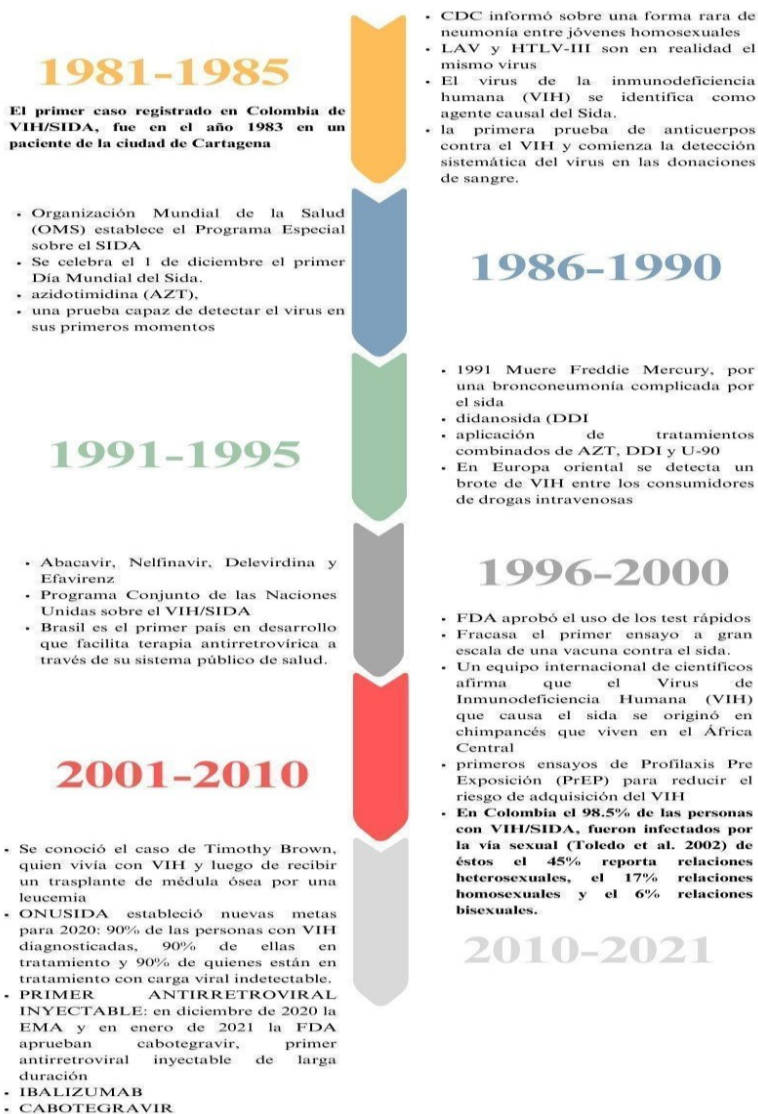 1981-1985
El primer caso registrado en Colombia de
VIH/SIDA, fue en el año 1983 en un
paciente de la ciudad de Cartagena
• CDC informó sobre una forma rara de
neumonía entre jóvenes homosexuales
• LAV y HTLV-III son en realidad el
mismo virus
• El virus de la inmunodeficiencia
humana (VIH) se identifica como
agente causal del Sida.
• la primera prueba de anticuerpos
contra el VIH y comienza la detección
sistemática del virus en las donaciones
de sangre.
• Organización Mundial de la Salud
(OMS) establece el Programa Especial
sobre el SIDA
• Se celebra el 1 de diciembre el primer
Día Mundial del Sida.
• azidotimidina (AZT),
• una prueba capaz de detectar el virus en
sus primeros momentos
1986-1990
1991-1995
• 1991 Muere Freddie Mercury, por
una bronconeumonía complicada por
el sida
• didanosida (DDI
• aplicación de tratamientos
combinados de AZT, DDI y U-90
• En Europa oriental se detecta un
brote de VIH entre los consumidores
de drogas intravenosas
• Abacavir, Nelfinavir, Delevirdina y
Efavirenz
• Programa Conjunto de las Naciones
Unidas sobre el VIH/SIDA
• Brasil es el primer país en desarrollo
que facilita terapia antirretrovírica a
través de su sistema público de salud.
1996-2000
2001-2010
• FDA aprobó el uso de los test rápidos
• Fracasa el primer ensayo a gran
escala de una vacuna contra el sida.
• Un equipo internacional de científicos
afirma que el Virus de
Inmunodeficiencia Humana (VIH)
que causa el sida se originó en
chimpancés que viven en el África
Central
• primeros ensayos de Profilaxis Pre
Exposición (PrEP) para reducir el
riesgo de adquisición del VIH
• En Colombia el 98.5% de las personas
con VIH/SIDA, fueron infectados por
la vía sexual (Toledo et al. 2002) de
éstos el 45% reporta relaciones
heterosexuales, el 17% relaciones
homosexuales y el 6% relaciones
bisexuales.
• Se conoció el caso de Timothy Brown,
quien vivía con VIH y luego de recibir
un trasplante de médula ósea por una
leucemia
• ONUSIDA estableció nuevas metas
para 2020: 90% de las personas con VIH
diagnosticadas, 90% de ellas en
tratamiento y 90% de quienes están en
tratamiento con carga viral indetectable.
• PRIMER ANTIRRETROVIRAL
INYECTABLE: en diciembre de 2020 la
EMA y en enero de 2021 la FDA
aprueban cabotegravir, primer
antirretroviral inyectable de larga
duración
• IBALIZUMAB
• CABOTEGRAVIR
2010-2021